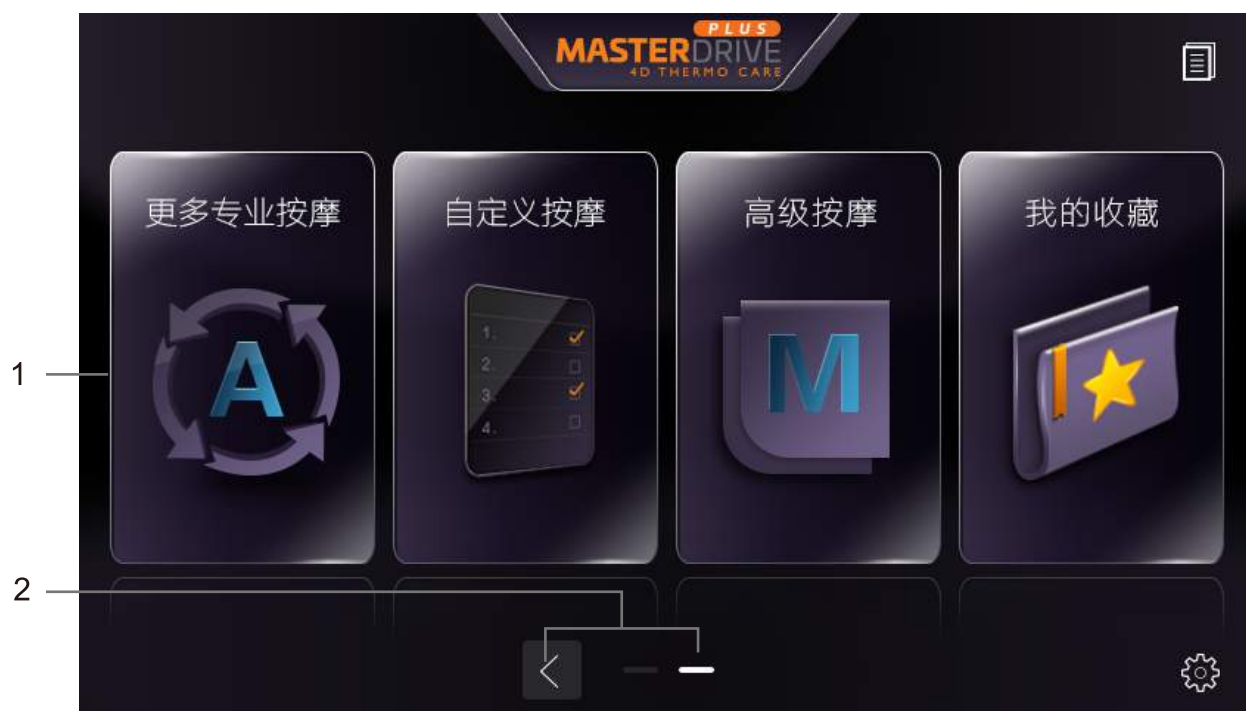 PLUS
MASTERDRIVE
4D THERMO CARE
更多专业按摩
自定义按摩
高级按摩
我的收藏
A
1.
2.
3.
4.
M
1
2